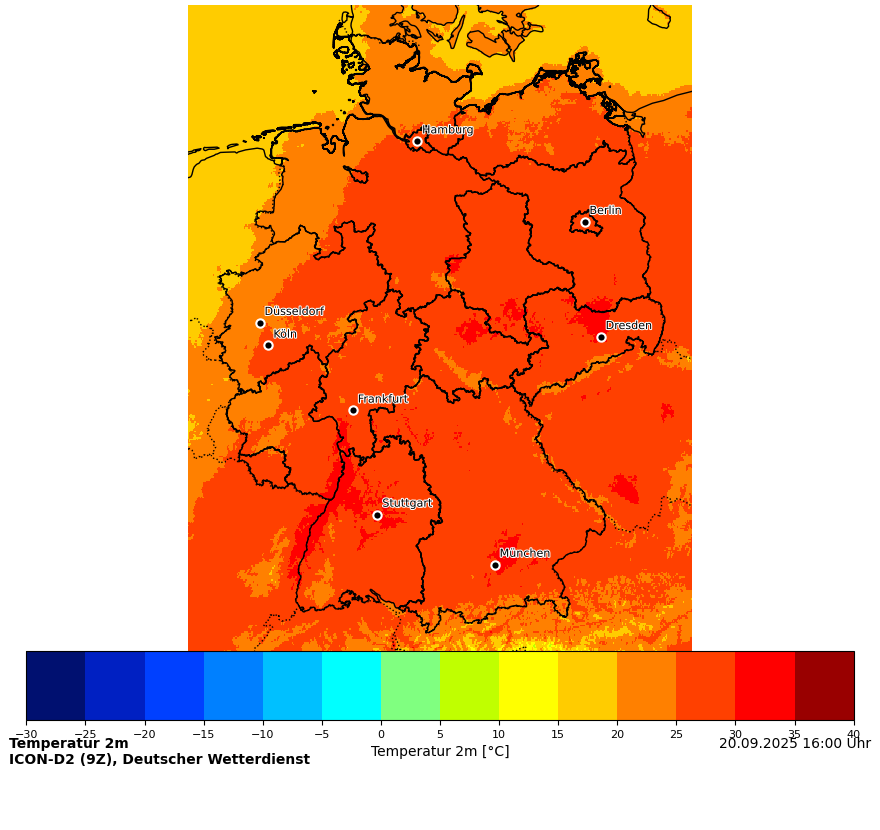 Hamburg
Berlin
Düsseldorf
Köln
Dresden
Frankfurt
Stuttgart
München
−30 −25 −20 −15 −10 −5 0 5 10 15 20 25 30 35 40
Temperatur 2m
Temperatur 2m [°C]
20.09.2025 16:00 Uhr
ICON-D2 (9Z), Deutscher Wetterdienst